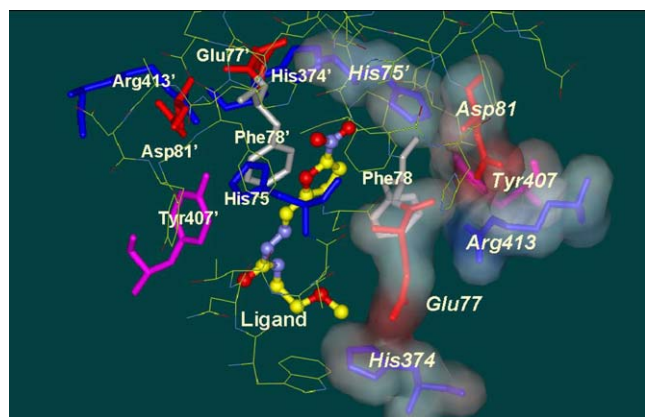 Glu77’
Arg413’
His374’
His75’
Asp81
Phe78’
Asp81’
Phe78
Tyr407
His75
Tyr407’
Arg413
Glu77
Ligand
His374